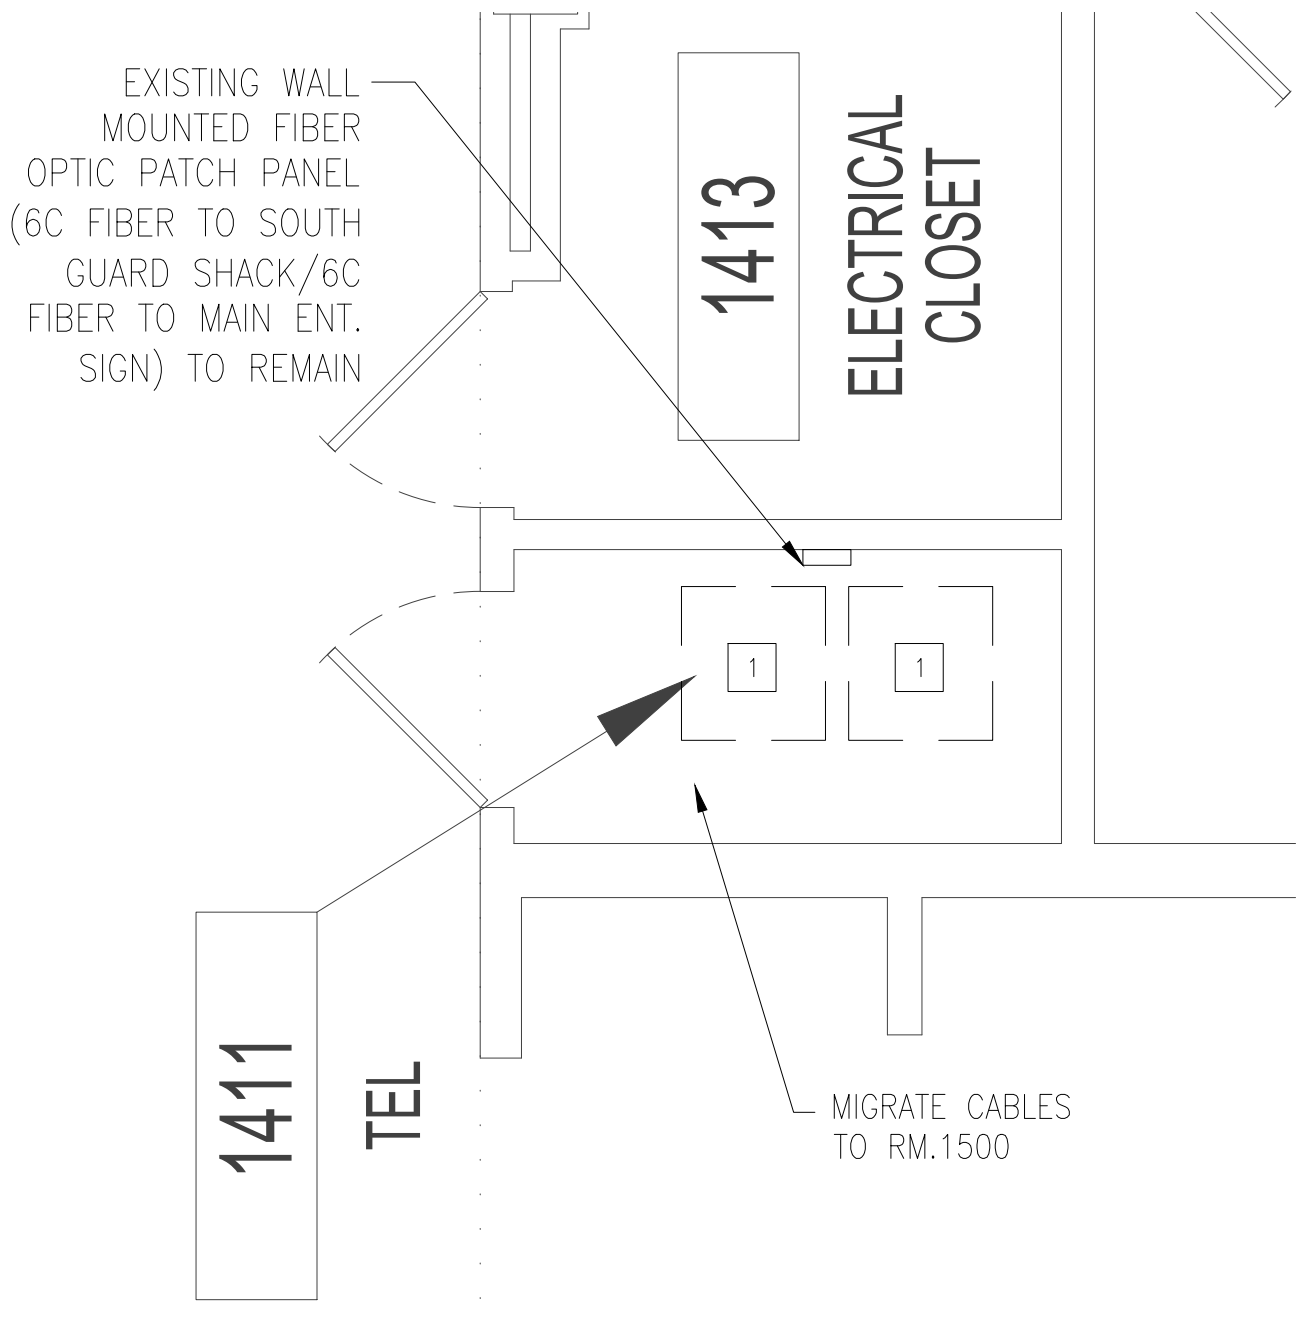 EXISTING WALL
MOUNTED FIBER
OPTIC PATCH PANEL
(6C FIBER TO SOUTH
GUARD SHACK/6C
FIBER TO MAIN ENT.
SIGN) TO REMAIN
1413
ELECTRICAL
CLOSET
1
1
1411
TEL
MIGRATE CABLES
TO RM.1500